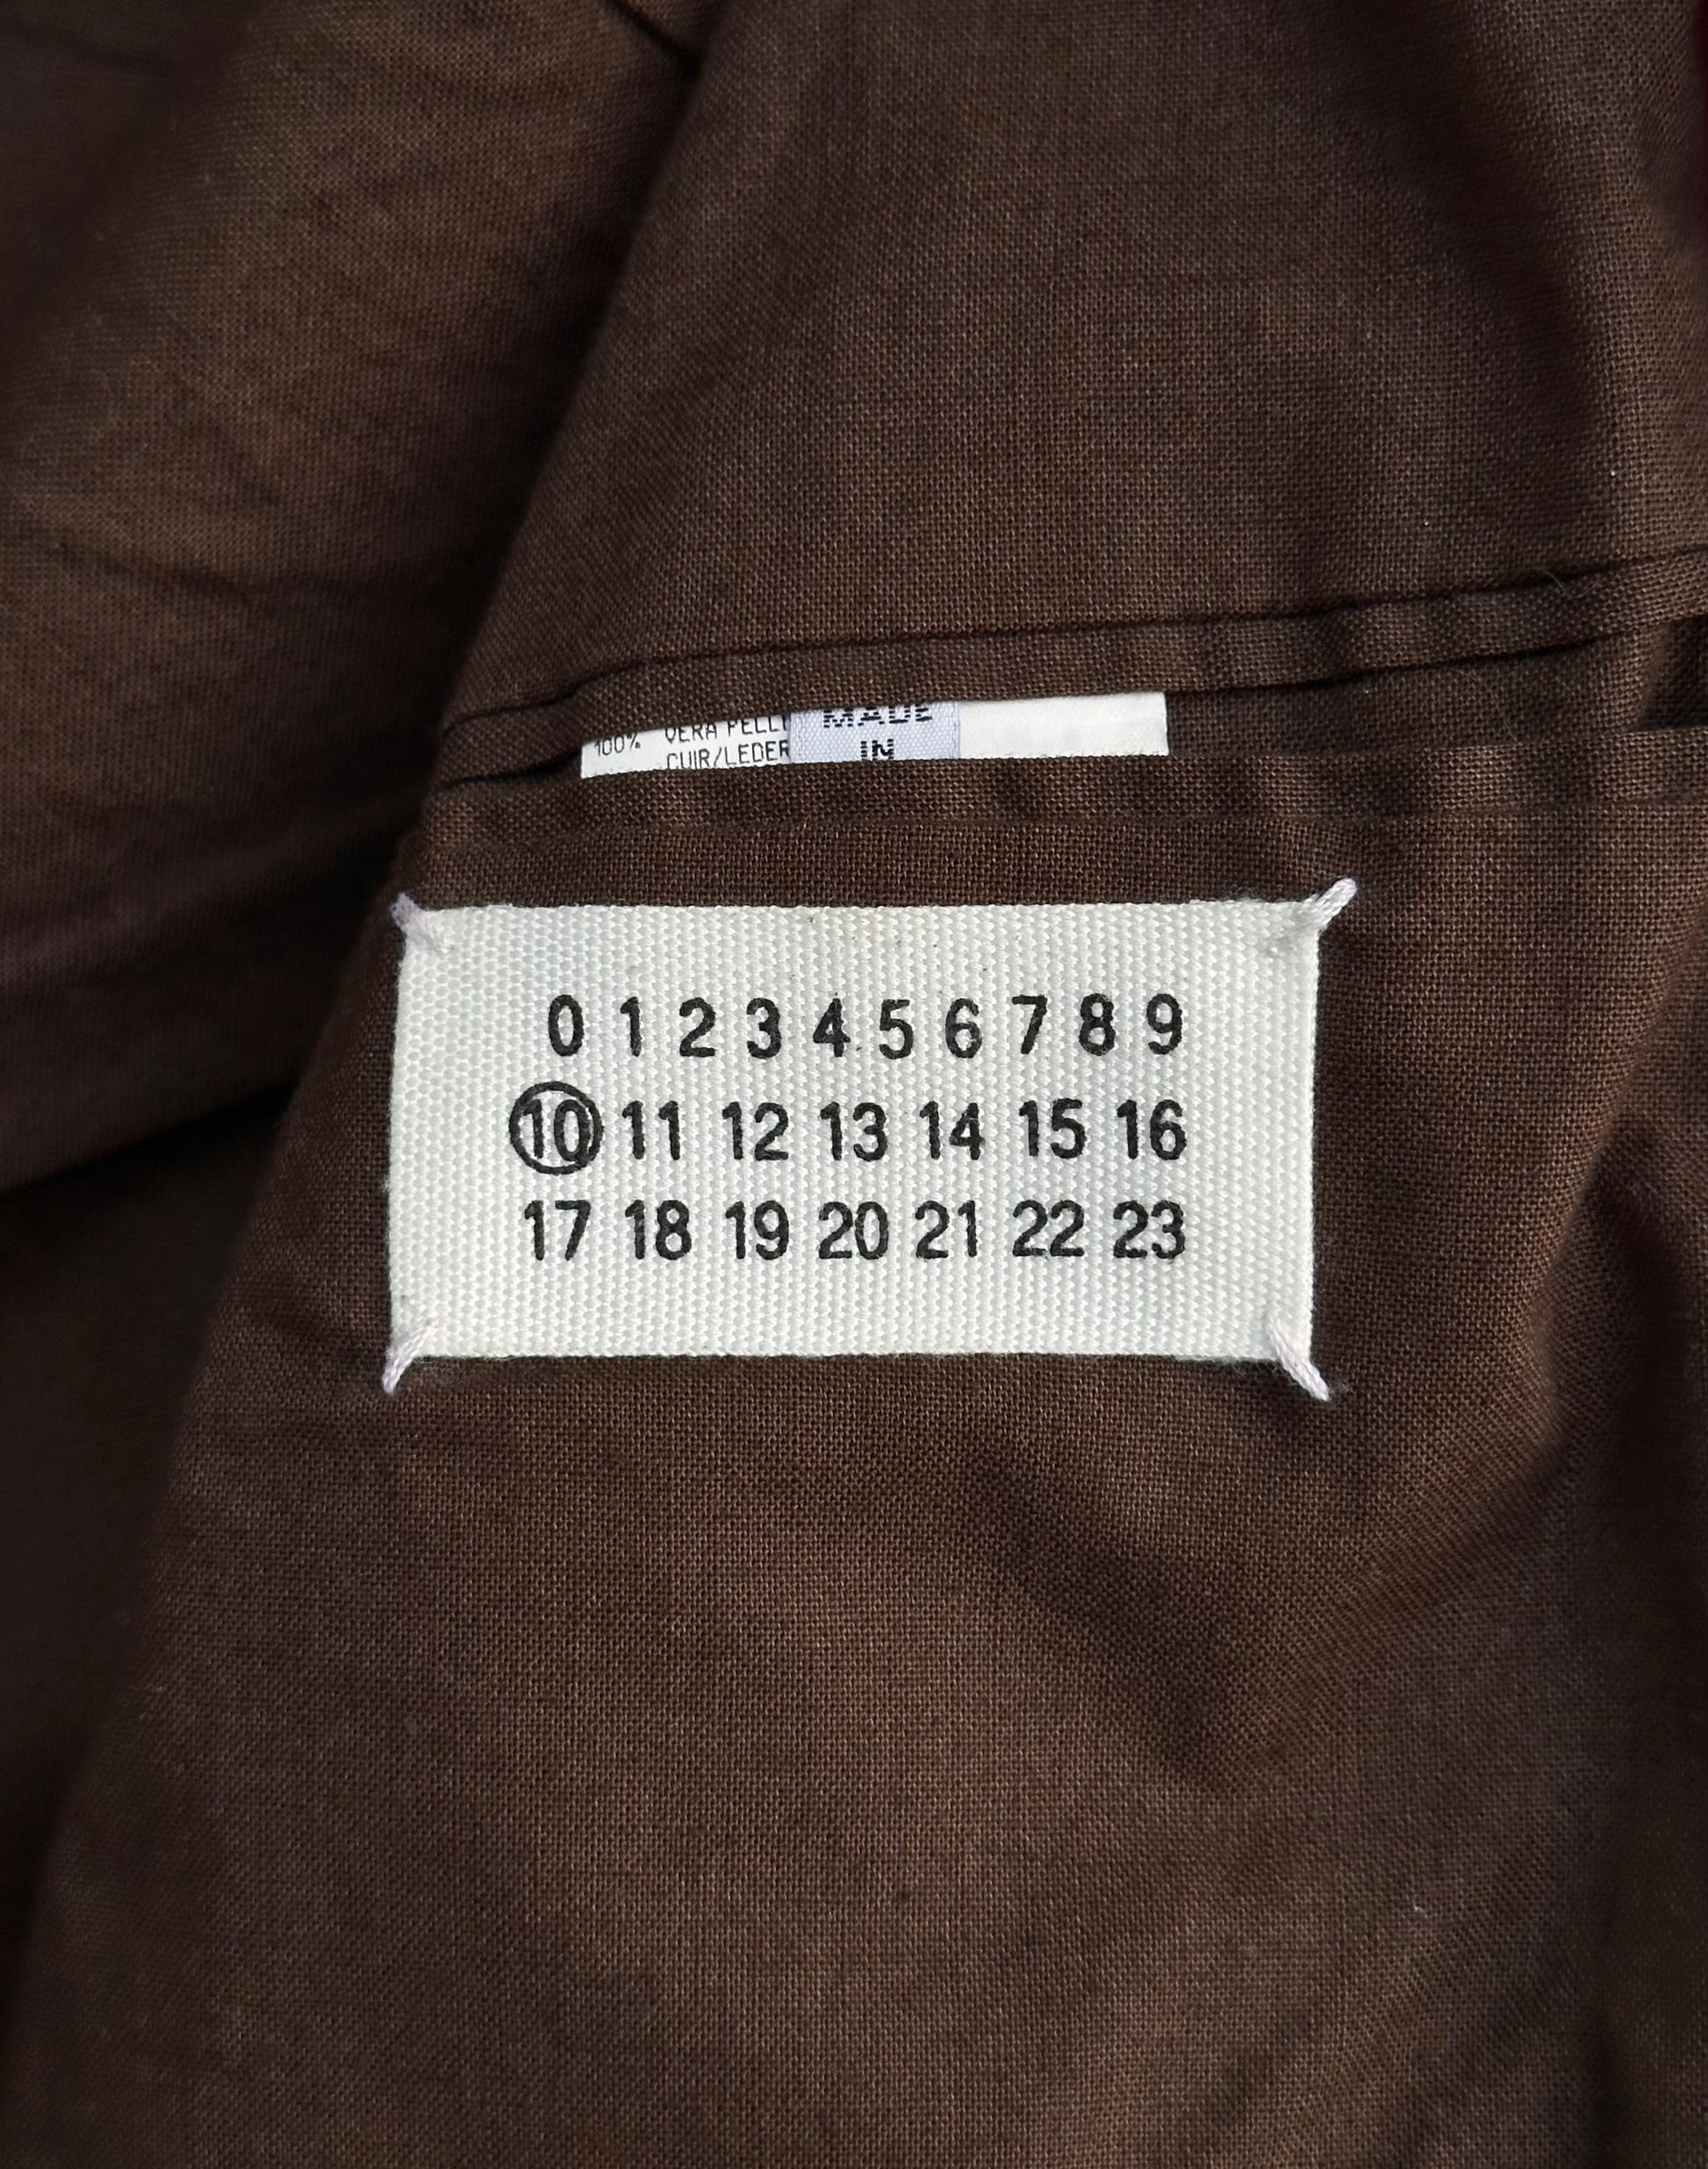 100% VERA PELLE
CUIR/LEDER
MADE
IN
0 1 2 3 4 5 6 7 8 9
10 11 12 13 14 15 16
17 18 19 20 21 22 23